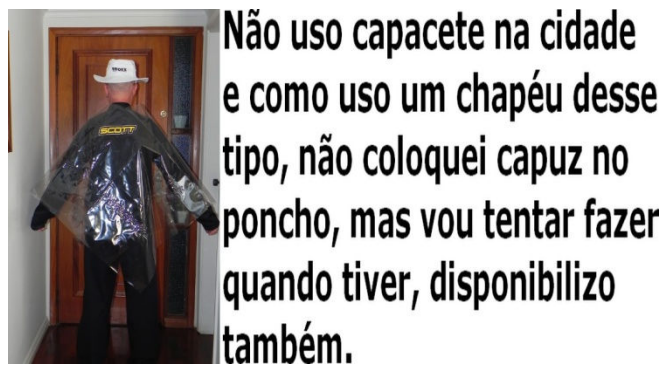 SPOKE
SCOTT
Não uso capacete na cidade
e como uso um chapéu desse
tipo, não coloquei capuz no
poncho, mas vou tentar fazer
quando tiver, disponibilizo
também.